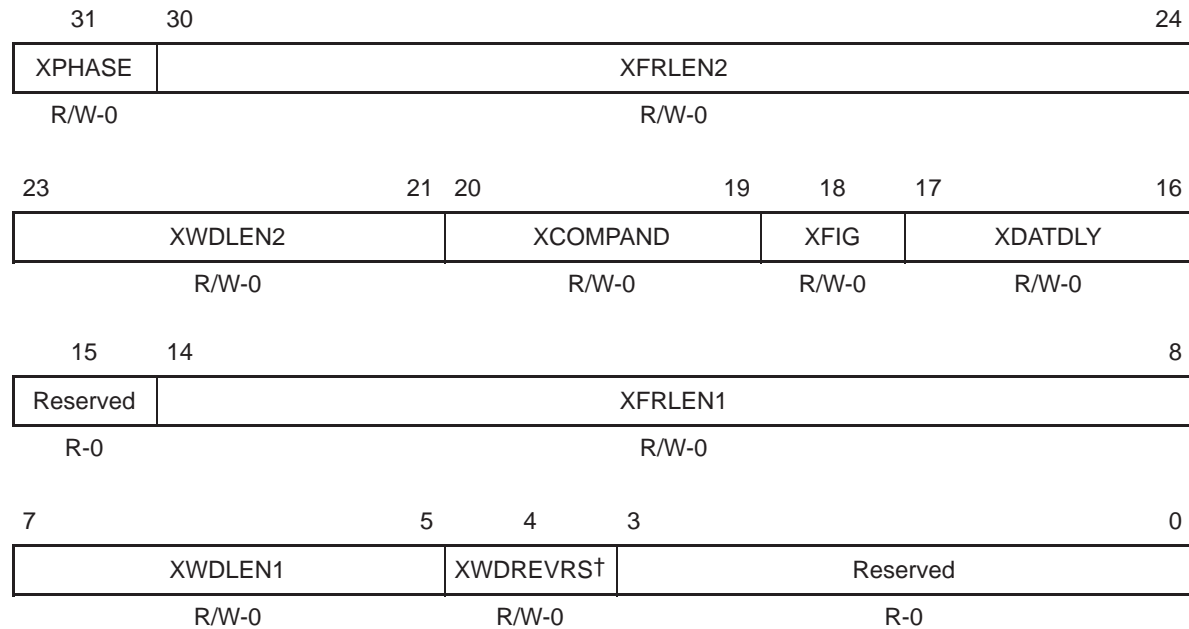 31 30 24
XPHASE XFRLEN2
R/W-0 R/W-0
23 21 20 19 18 17 16
XWDLEN2 XCOMPAND XFIG XDATDLY
R/W-0 R/W-0 R/W-0 R/W-0
15 14 8
Reserved XFRLEN1
R-0 R/W-0
7 5 4 3 0
XWDLEN1 XWDREVRS† Reserved
R/W-0 R/W-0 R-0